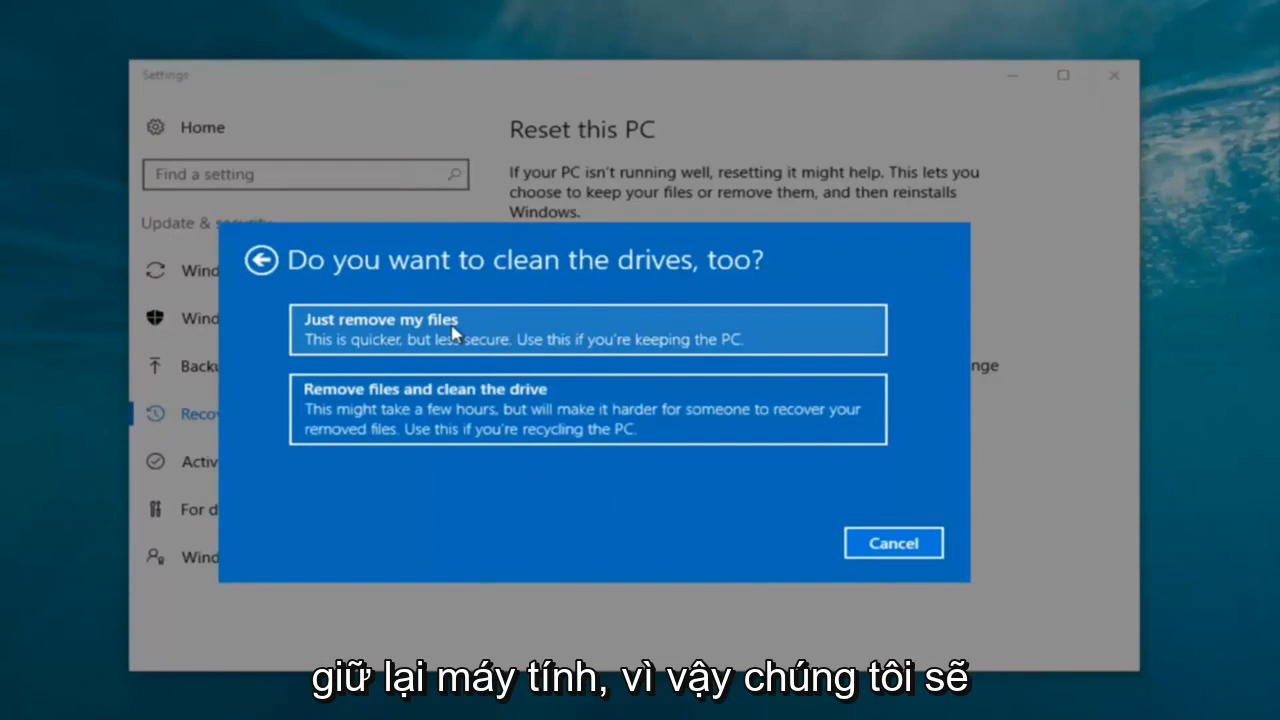 Settings
Home
Find a setting
Update & security
Reset this PC
If your PC isn't running well, resetting it might help. This lets you
choose to keep your files or remove them, and then reinstalls
Windows.
Wind
Wind
Backu
Recov
Activ
For d
Wind
nge
Do you want to clean the drives, too?
Just remove my files
This is quicker, but less secure. Use this if you're keeping the PC.
Remove files and clean the drive
This might take a few hours, but will make it harder for someone to recover your
removed files. Use this if you're recycling the PC.
Cancel
giữ lại máy tính, vì vậy chúng tôi sẽ